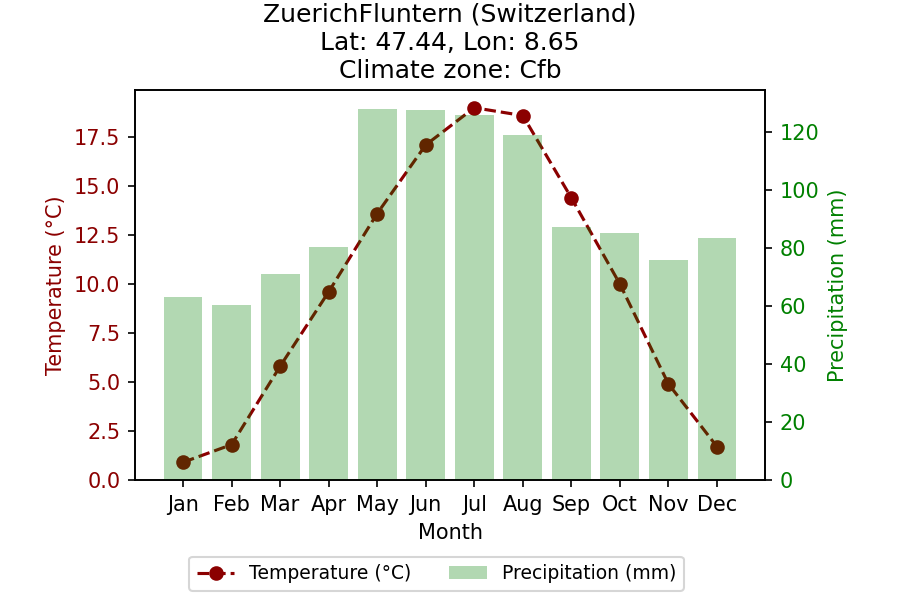 ZuerichFluntern (Switzerland)
Lat: 47.44, Lon: 8.65
Climate zone: Cfb
17.5
15.0
12.5
10.0
7.5
5.0
2.5
0.0
Temperature (°C)
120
100
80
60
40
20
0
Precipitation (mm)
Jan Feb Mar Apr May Jun Jul Aug Sep Oct Nov Dec
Month
Temperature (°C) Precipitation (mm)